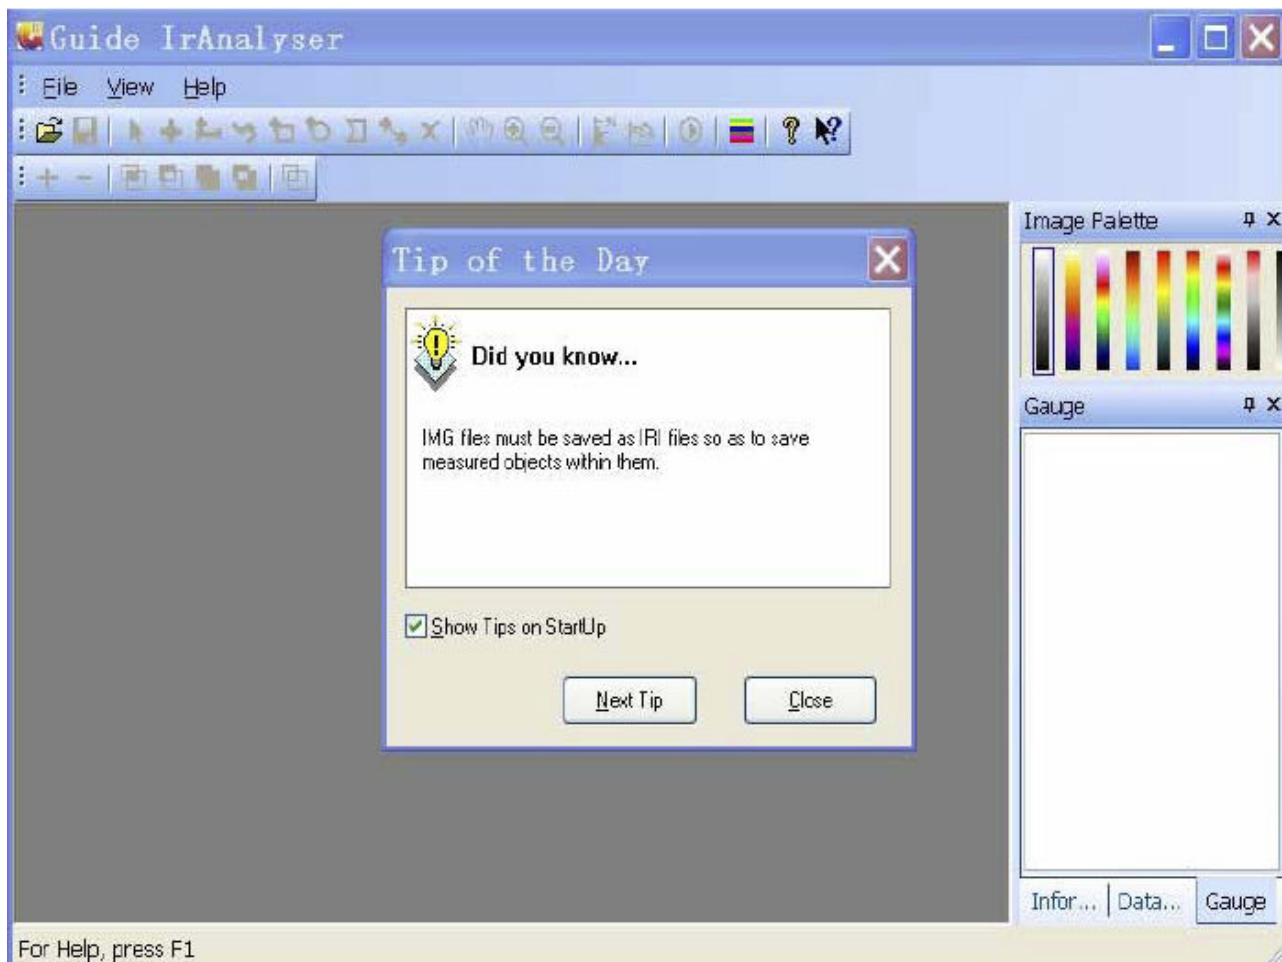 Guide IrAnalyser
File View Help
Image Palette
Tip of the Day
Did you know...
IMG files must be saved as IRI files so as to save
measured objects within them.
Show Tips on StartUp
Next Tip Close
Gauge
Infor... Data... Gauge
For Help, press F1